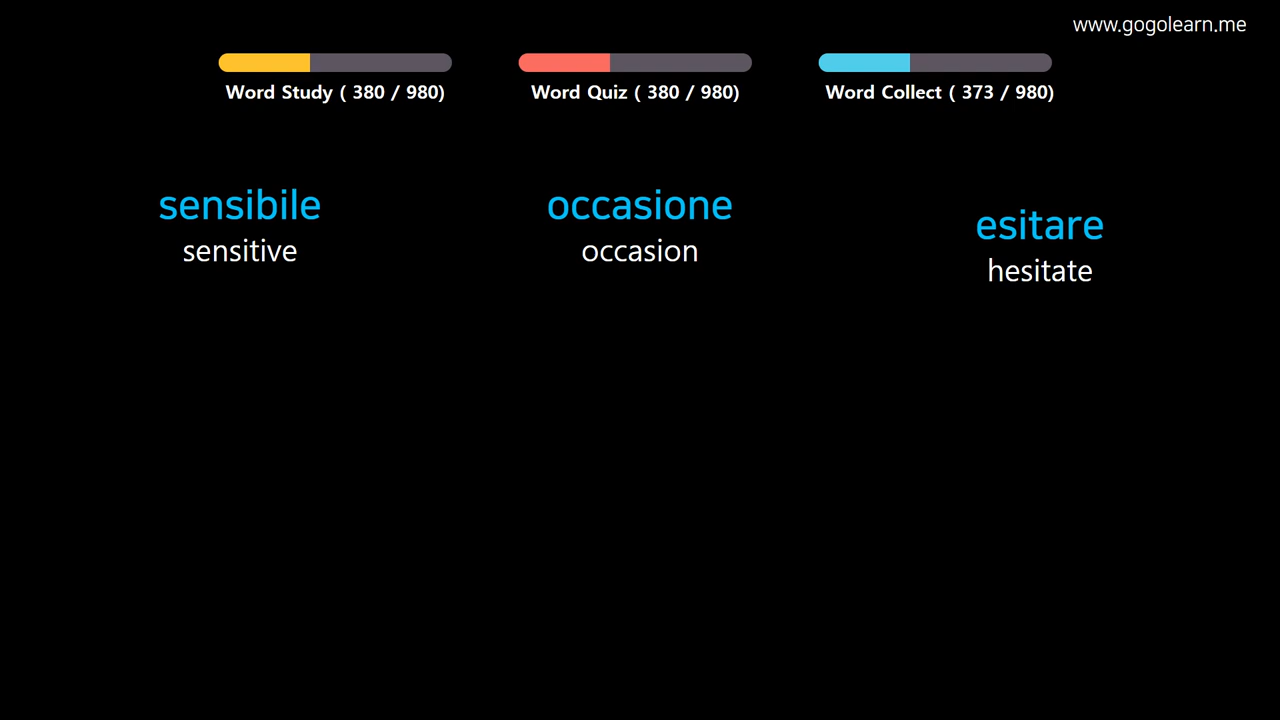 www.gogolearn.me
Word Study ( 380 / 980)
Word Quiz ( 380 / 980)
Word Collect ( 373 / 980)
sensibile
sensitive
occasione
occasion
esitare
hesitate